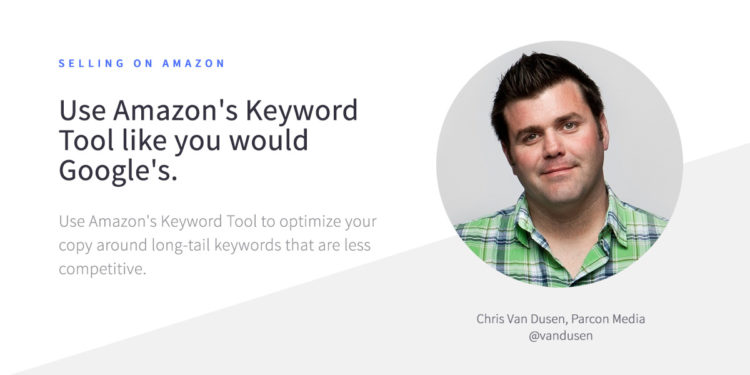 SELLING ON AMAZON
Use Amazon's Keyword
Tool like you would
Google's.
Use Amazon's Keyword Tool to optimize your
copy around long-tail keywords that are less
competitive.
Chris Van Dusen, Parcon Media
@vandusen